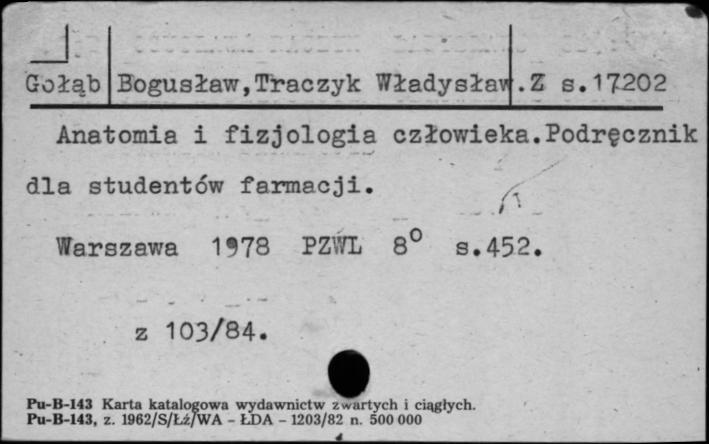 Gołąb Bogusław,Traczyk Władysław.Z s.17202
Anatomia i fizjologia człowieka.Podręcznik
dla studentów farmacji.
Warszawa 1978 PZWL 8° s.452.
z 103/84.
Pu-B-143 Karta katalogowa wydawnictw zwartych i ciągłych.
Pu-B-143, z. 1962/S/Łż/WA - ŁDA - 1203/82 n. 500 000